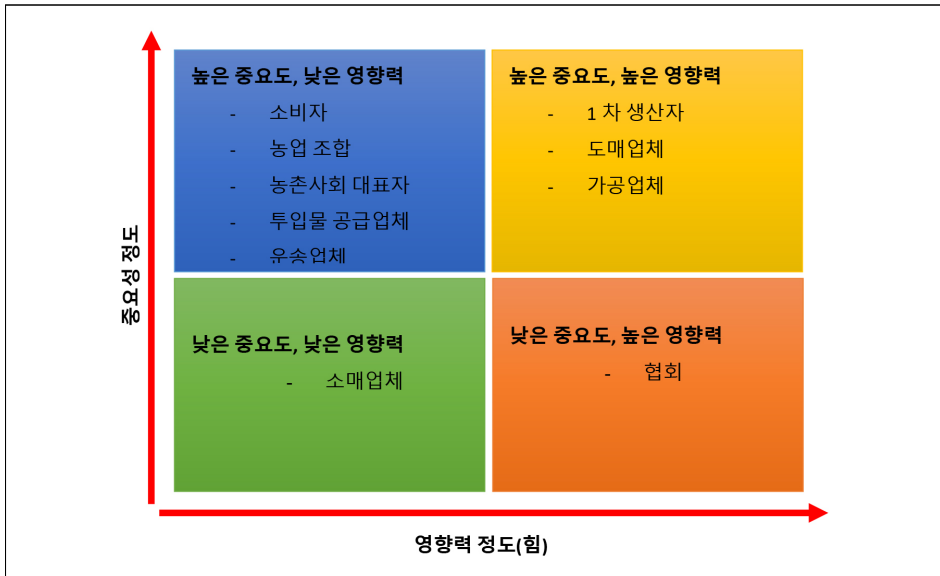 높은 중요도, 낮은 영향력
- 소비자
- 농업 조합
- 농촌사회 대표자
- 투입물 공급업체
- 운송업체
높은 중요도, 높은 영향력
- 1 차 생산자
- 도매업체
- 가공업체
중요성 정도
낮은 중요도, 낮은 영향력
- 소매업체
낮은 중요도, 높은 영향력
- 협회
영향력 정도(힘)